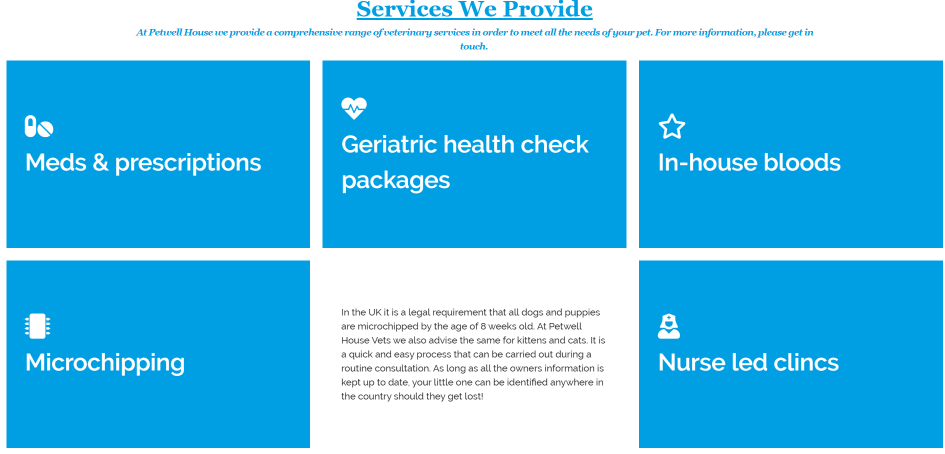 Services We Provide
At Petwell House we provide a comprehensive range of veterinary services in order to meet all the needs of your pet. For more information, please get in
touch.
Meds & prescriptions
Geriatric health check
packages
In-house bloods
Microchipping
In the UK it is a legal requirement that all dogs and puppies
are microchipped by the age of 8 weeks old. At Petwell
House Vets we also advise the same for kittens and cats. It is
a quick and easy process that can be carried out during a
routine consultation. As long as all the owners information is
kept up to date, your little one can be identified anywhere in
the country should they get lost!
Nurse led clincs